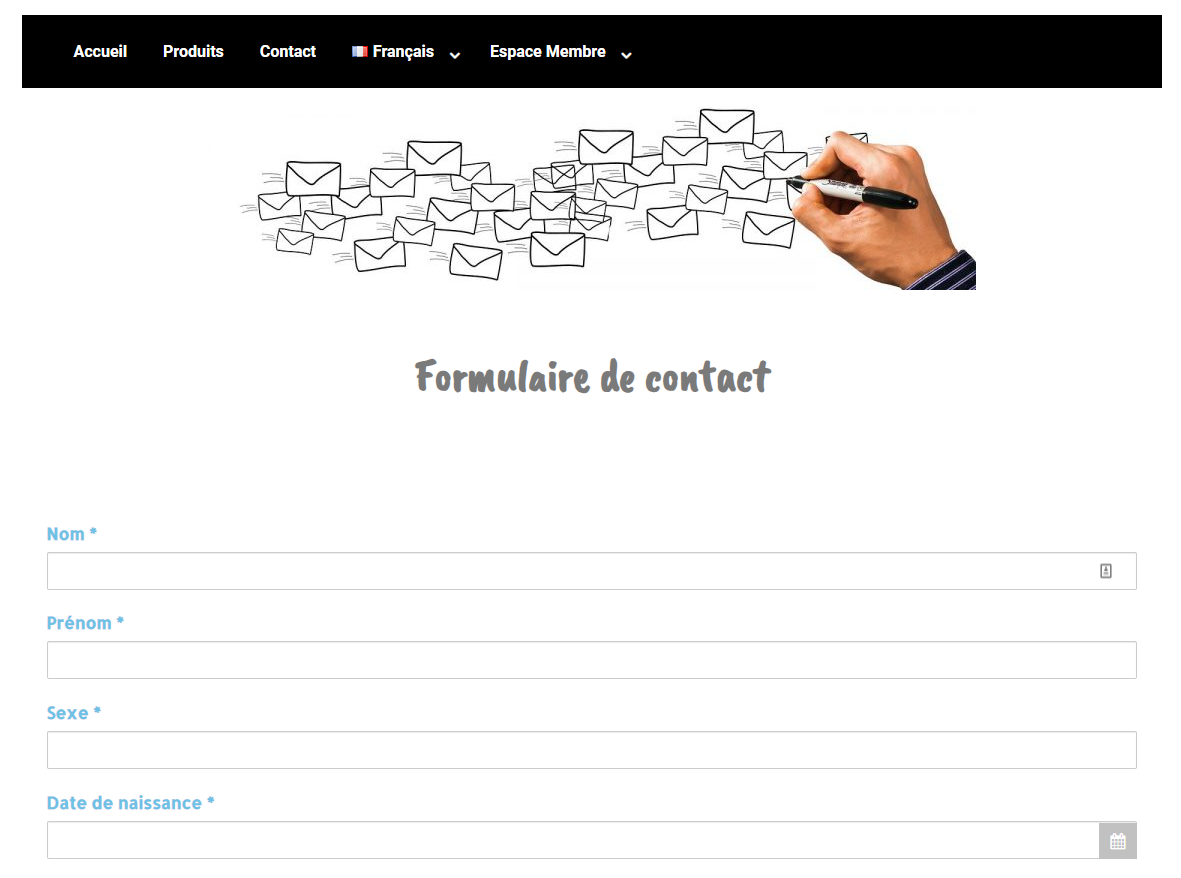 Accueil Produits Contact Français Espace Membre
Formulaire de contact
Nom *
Prénom *
Sexe *
Date de naissance *